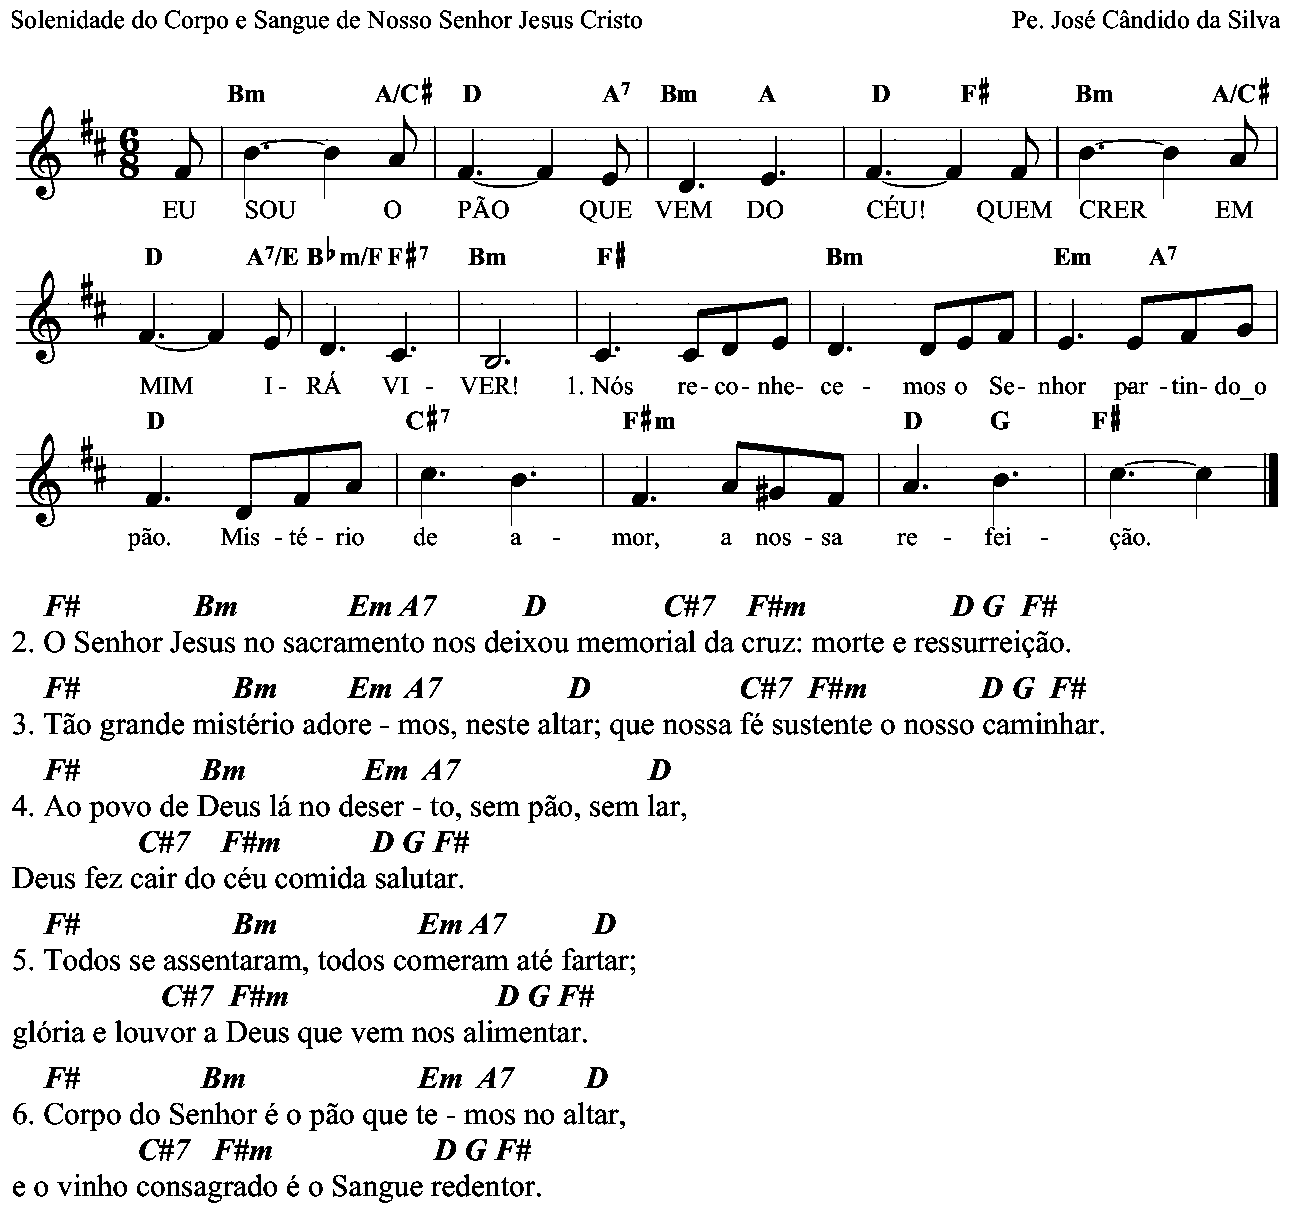 Solenidade do Corpo e Sangue de Nosso Senhor Jesus Cristo Pe. José Cândido da Silva
Bm A/C♯ D A7 Bm A D F♯ Bm A/C♯
6
8
EU SOU O PÃO QUE VEM DO CÉU! QUEM CRER EM
D A7/E B♭m/F F♯7 Bm F♯ Bm Em A7
MIM I - RÁ VI - VER! 1. Nós re - co - nhe - ce - mos o Se - nhor par - tin - do_o
D C♯7 F♯m D G F♯
pão. Mis - té - rio de a - mor, a nos - sa re - fei - ção.
F# Bm Em A7 D C#7 F#m D G F#
2. O Senhor Jesus no sacramento nos deixou memorial da cruz: morte e ressurreição.
F# Bm Em A7 D C#7 F#m D G F#
3. Tão grande mistério adore - mos, neste altar; que nossa fé sustente o nosso caminhar.
F# Bm Em A7 D
4. Ao povo de Deus lá no deser - to, sem pão, sem lar,
C#7 F#m D G F#
Deus fez cair do céu comida salutar.
F# Bm Em A7 D
5. Todos se assentaram, todos comeram até fartar;
C#7 F#m D G F#
glória e louvor a Deus que vem nos alimentar.
F# Bm Em A7 D
6. Corpo do Senhor é o pão que te - mos no altar,
C#7 F#m D G F#
e o vinho consagrado é o Sangue redentor.